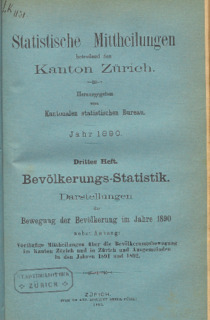 Statistische Mittheilungen
betreffend den
Kanton Zürich.
Herausgegeben
vom
Kantonalen statistischen Bureau.
Jahr 1890.
Drittes Heft.
Bevölkerungs-Statistik.
Darstellungen
der
Bewegung der Bevölkerung im Jahre 1890
nebst Anhang:
Vorläufige Mittheilungen über die Bevölkerungsbewegung
im Kanton Zürich und in Zürich und Ausgemeinden
in den Jahren 1891 und 1892.
ZÜRICH
ZÜRICH.